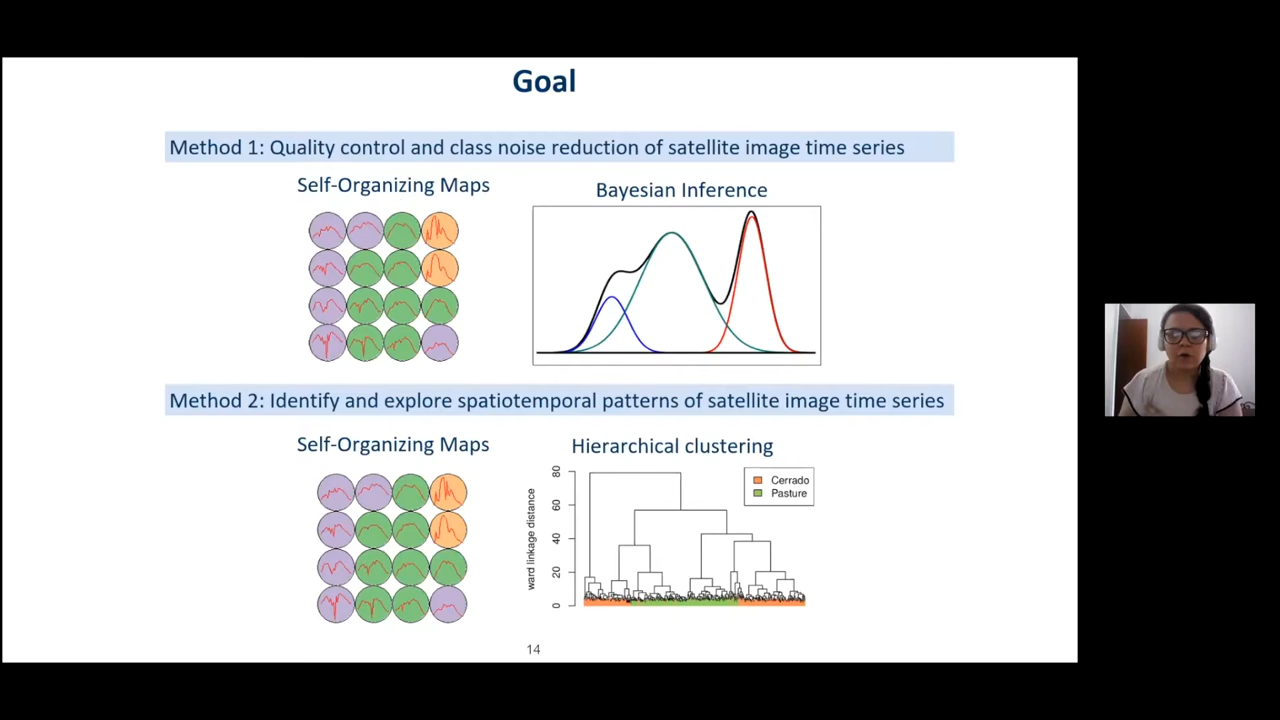 Goal
Method 1: Quality control and class noise reduction of satellite image time series
Self-Organizing Maps
Bayesian Inference
Method 2: Identify and explore spatiotemporal patterns of satellite image time series
Self-Organizing Maps
Hierarchical clustering
ward linkage distance
80
60
40
20
0
Cerrado
Pasture
14